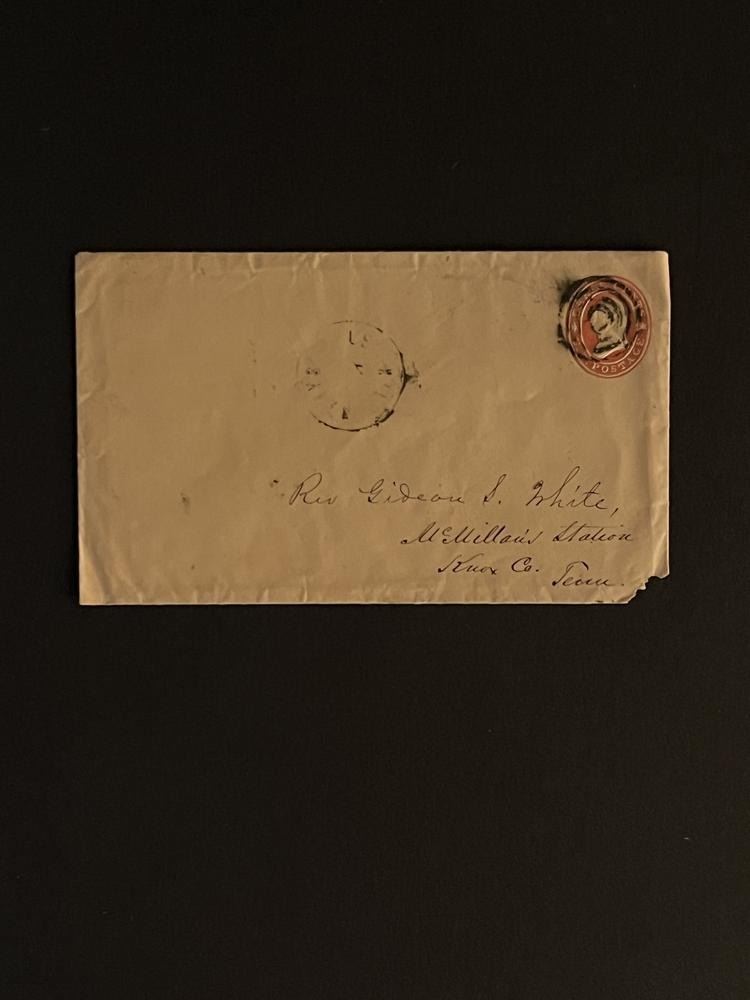 POSTAGE
Rev Gideon S. White,
McMillan's Station
Knox Co. Tenn.